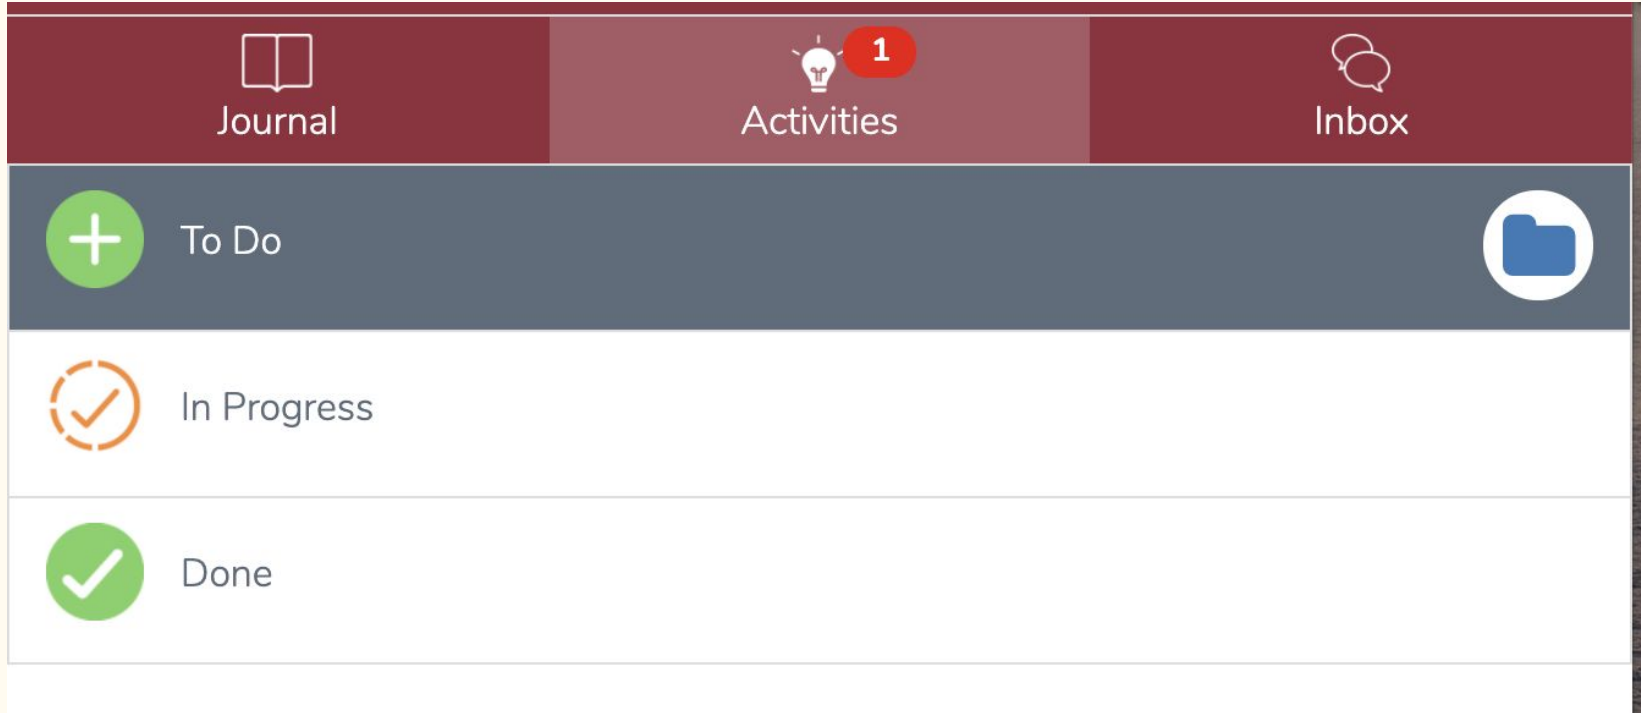 1
Journal
Activities
Inbox
To Do
In Progress
Done